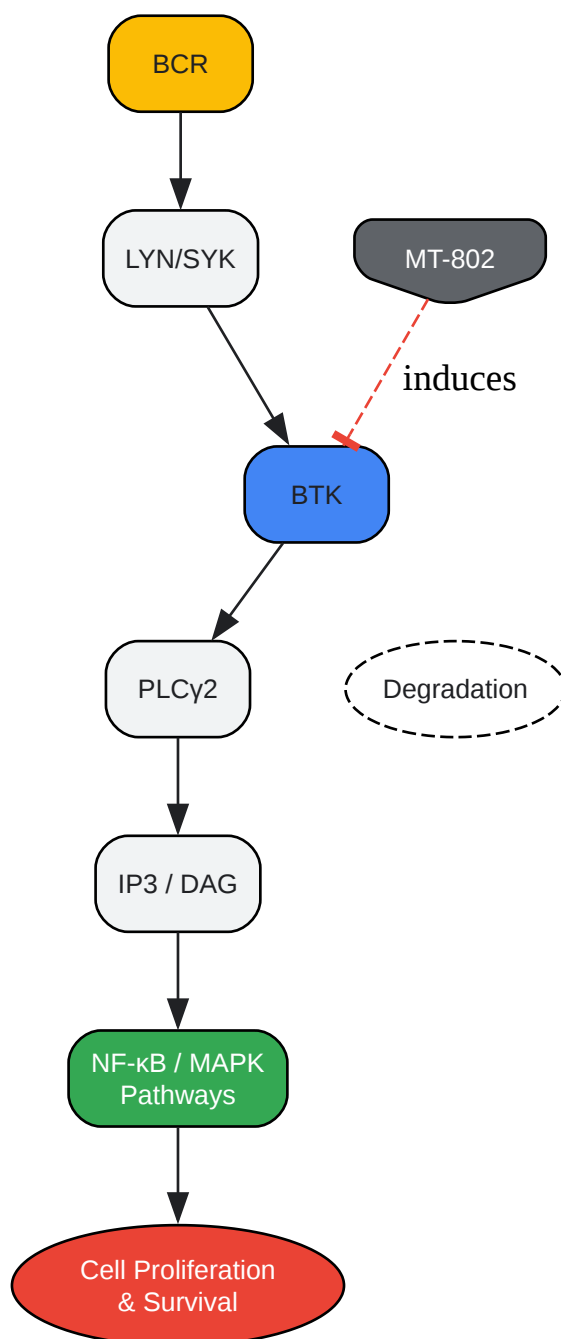 BCR
LYN/SYK
MT-802
induces
BTK
PLCγ2
Degradation
IP3 / DAG
NF-κB / MAPK
Pathways
Cell Proliferation
& Survival